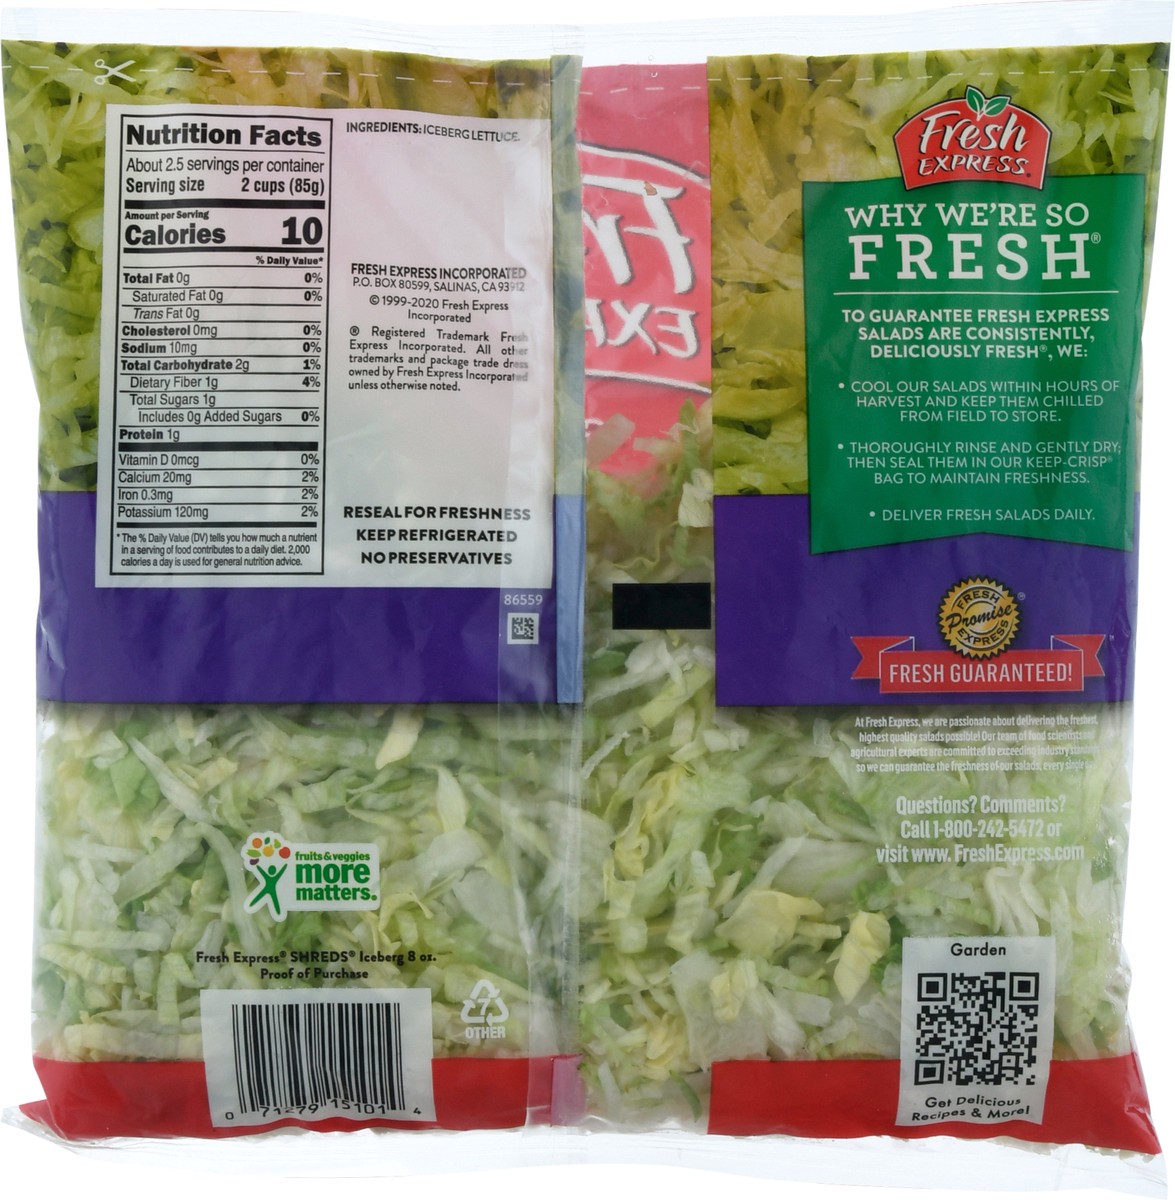 Nutrition Facts
About 2.5 servings per container
Serving size 2 cups (85g)
Amount per Serving
Calories 10
% Daily Value*
Total Fat 0g 0%
Saturated Fat 0g 0%
Trans Fat 0g
Cholesterol 0mg 0%
Sodium 10mg 0%
Total Carbohydrate 2g 1%
Dietary Fiber 1g 4%
Total Sugars 1g
Includes 0g Added Sugars 0%
Protein 1g
Vitamin D 0mcg 0%
Calcium 20mg 2%
Iron 0.3mg 2%
Potassium 120mg 2%
* The % Daily Value (DV) tells you how much a nutrient
in a serving of food contributes to a daily diet. 2,000
calories a day is used for general nutrition advice.
INGREDIENTS: ICEBERG LETTUCE.
FRESH EXPRESS INCORPORATED
P.O. BOX 80599, SALINAS, CA 93912
© 1999-2020 Fresh Express
Incorporated
® Registered Trademark Fresh
Express Incorporated. All other
trademarks and package trade dress
owned by Fresh Express Incorporated
unless otherwise noted.
RESEAL FOR FRESHNESS
KEEP REFRIGERATED
NO PRESERVATIVES
86559
fruits & veggies
more
matters.
Fresh Express® SHREDS® Iceberg 8 oz.
Proof of Purchase
0 71279 15101 4
7
OTHER
Fresh
EXPRESS®
WHY WE'RE SO
FRESH®
TO GUARANTEE FRESH EXPRESS
SALADS ARE CONSISTENTLY,
DELICIOUSLY FRESH®, WE:
• COOL OUR SALADS WITHIN HOURS OF
HARVEST AND KEEP THEM CHILLED
FROM FIELD TO STORE.
• THOROUGHLY RINSE AND GENTLY DRY;
THEN SEAL THEM IN OUR KEEP-CRISP®
BAG TO MAINTAIN FRESHNESS.
• DELIVER FRESH SALADS DAILY.
FRESH
Promise®
EXPRESS
FRESH GUARANTEED!
At Fresh Express, we are passionate about delivering the freshest,
highest quality salads possible! Our team of food scientists and
agricultural experts are committed to exceeding industry standards
so we can guarantee the freshness of our salads, every single
Questions? Comments?
Call 1-800-242-5472 or
visit www. FreshExpress.com
Garden
Get Delicious
Recipes & More!